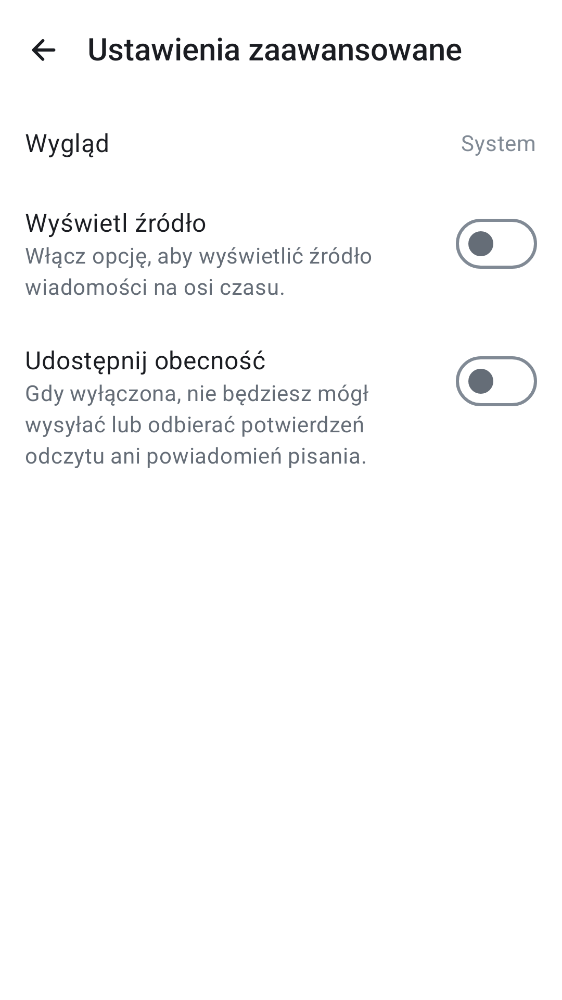 Ustawienia zaawansowane
Wygląd
System
Wyświetl źródło
Włącz opcję, aby wyświetlić źródło
wiadomości na osi czasu.
Udostępnij obecność
Gdy wyłączona, nie będziesz mógł
wysyłać lub odbierać potwierdzeń
odczytu ani powiadomień pisania.